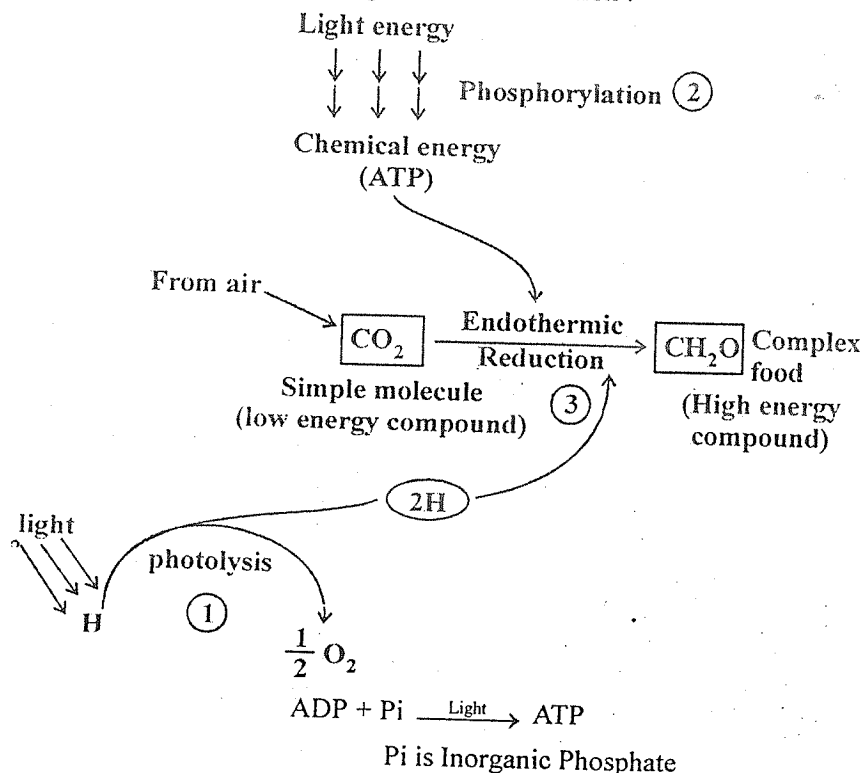 Light energy
Phosphorylation ②
Chemical energy
(ATP)
From air
CO₂
Endothermic
Reduction
③
CH₂O
Complex
food
(High energy
compound)
Simple molecule
(low energy compound)
2H
light
photolysis
①
H
1/2 O₂
ADP + Pi Light ATP
Pi is Inorganic Phosphate